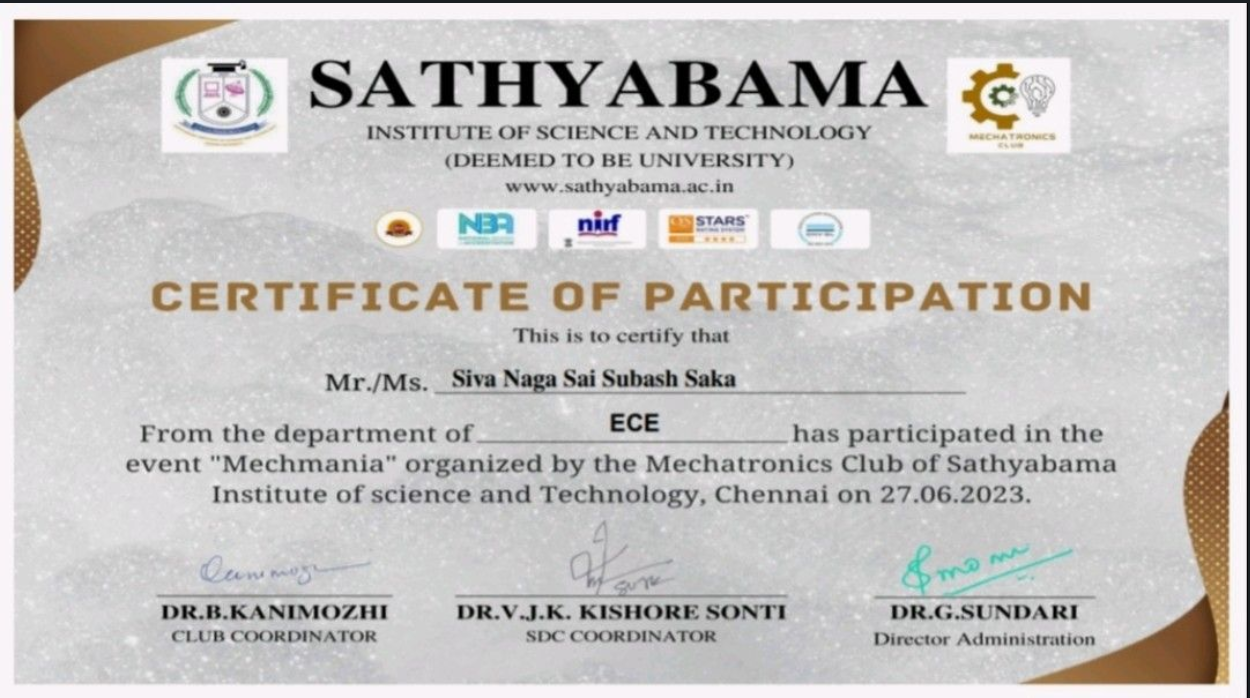 SATHYABAMA
INSTITUTE OF SCIENCE AND TECHNOLOGY
(DEEMED TO BE UNIVERSITY)
www.sathyabama.ac.in
MECHATRONICS
CLUB
NBA
nirf
QS STARS
RATING SYSTEM
CERTIFICATE OF PARTICIPATION
This is to certify that
Mr./Ms. Siva Naga Sai Subash Saka
From the department of ECE has participated in the
event "Mechmania" organized by the Mechatronics Club of Sathyabama
Institute of science and Technology, Chennai on 27.06.2023.
DR.B.KANIMOZHI
CLUB COORDINATOR
DR.V.J.K. KISHORE SONTI
SDC COORDINATOR
DR.G.SUNDARI
Director Administration